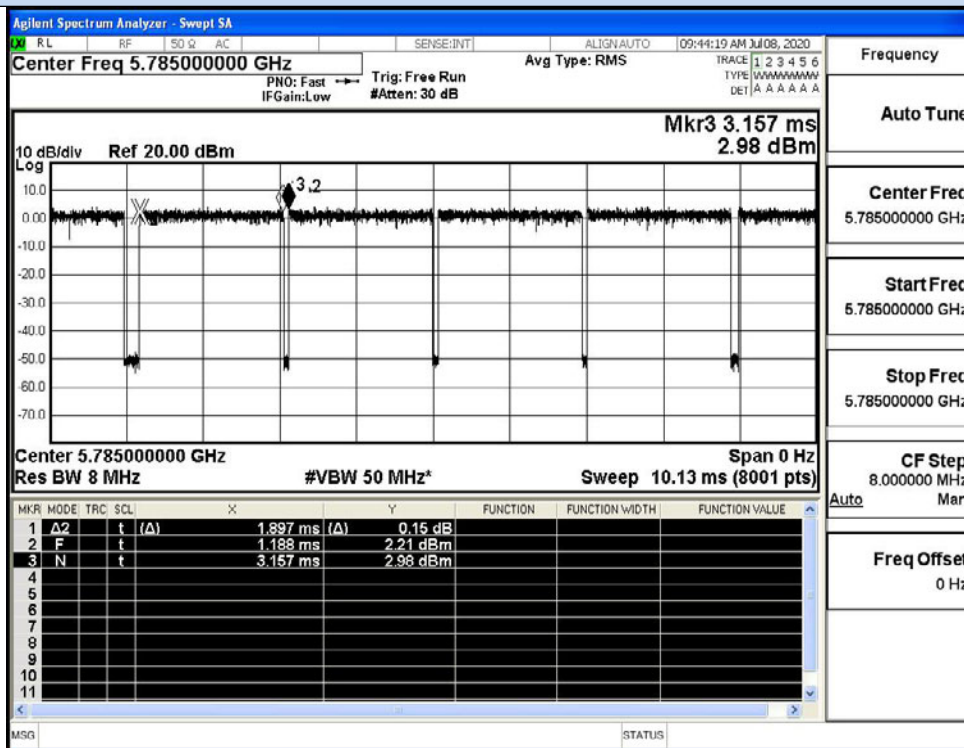 Agilent Spectrum Analyzer - Swept SA
LXI RL RF 50 Ω AC SENSE:INT ALIGNAUTO 09:44:19 AM Jul 08, 2020
Center Freq 5.785000000 GHz
PNO: Fast
IFGain:Low
Trig: Free Run
#Atten: 30 dB
Avg Type: RMS
TRACE 1 2 3 4 5 6
TYPE WWWWWW
DET A A A A A A
Mkr3 3.157 ms
2.98 dBm
10 dB/div Ref 20.00 dBm
Log
10.0
0.00
-10.0
-20.0
-30.0
-40.0
-50.0
-60.0
-70.0
3,2
Center 5.785000000 GHz Span 0 Hz
Res BW 8 MHz #VBW 50 MHz* Sweep 10.13 ms (8001 pts)
MKR MODE TRC SCL X Y FUNCTION FUNCTION WIDTH FUNCTION VALUE
1 Δ2 t (Δ) 1.897 ms (Δ) 0.15 dB
2 F t 1.188 ms 2.21 dBm
3 N t 3.157 ms 2.98 dBm
4
5
6
7
8
9
10
11
MSG STATUS
Frequency
Auto Tune
Center Freq
5.785000000 GHz
Start Freq
5.785000000 GHz
Stop Freq
5.785000000 GHz
CF Step
8.000000 MHz
Auto Man
Freq Offset
0 Hz